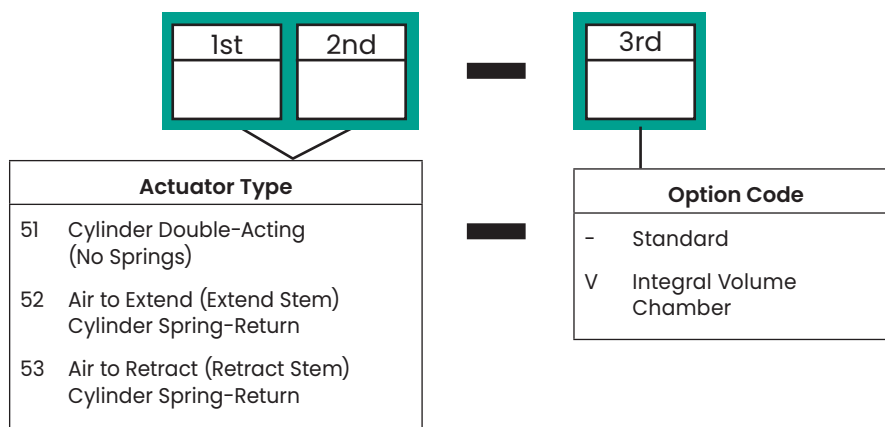 1st 2nd 3rd
Actuator Type
51 Cylinder Double-Acting
(No Springs)
52 Air to Extend (Extend Stem)
Cylinder Spring-Return
53 Air to Retract (Retract Stem)
Cylinder Spring-Return
Option Code
- Standard
V Integral Volume
Chamber